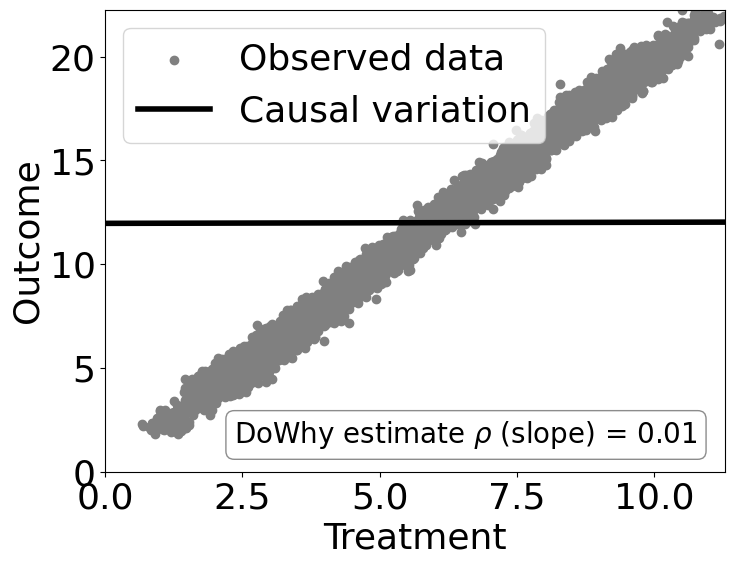 Observed data
Causal variation
Outcome
20
15
10
5
0
DoWhy estimate ρ (slope) = 0.01
0.0 2.5 5.0 7.5 10.0
Treatment